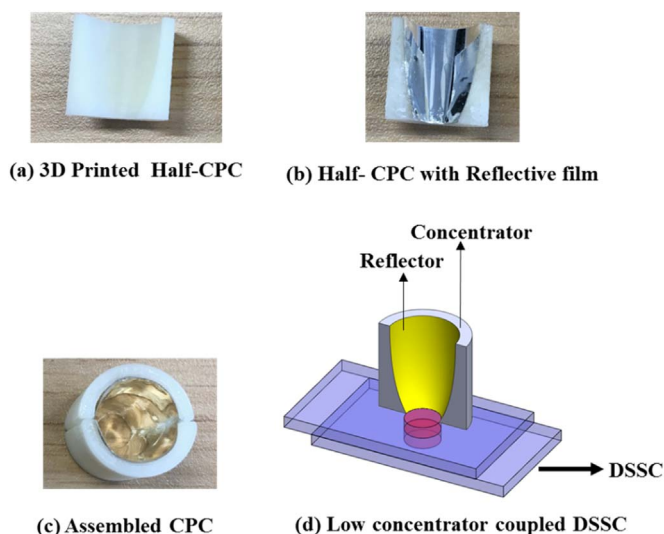 (a) 3D Printed Half-CPC
(b) Half- CPC with Reflective film
Concentrator
Reflector
DSSC
(c) Assembled CPC
(d) Low concentrator coupled DSSC